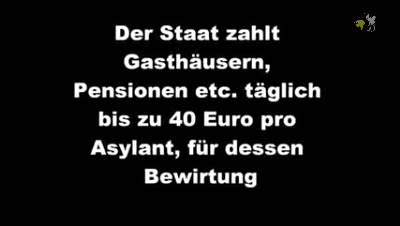 Der Staat zahlt
Gasthäusern,
Pensionen etc. täglich
bis zu 40 Euro pro
Asylant, für dessen
Bewirtung